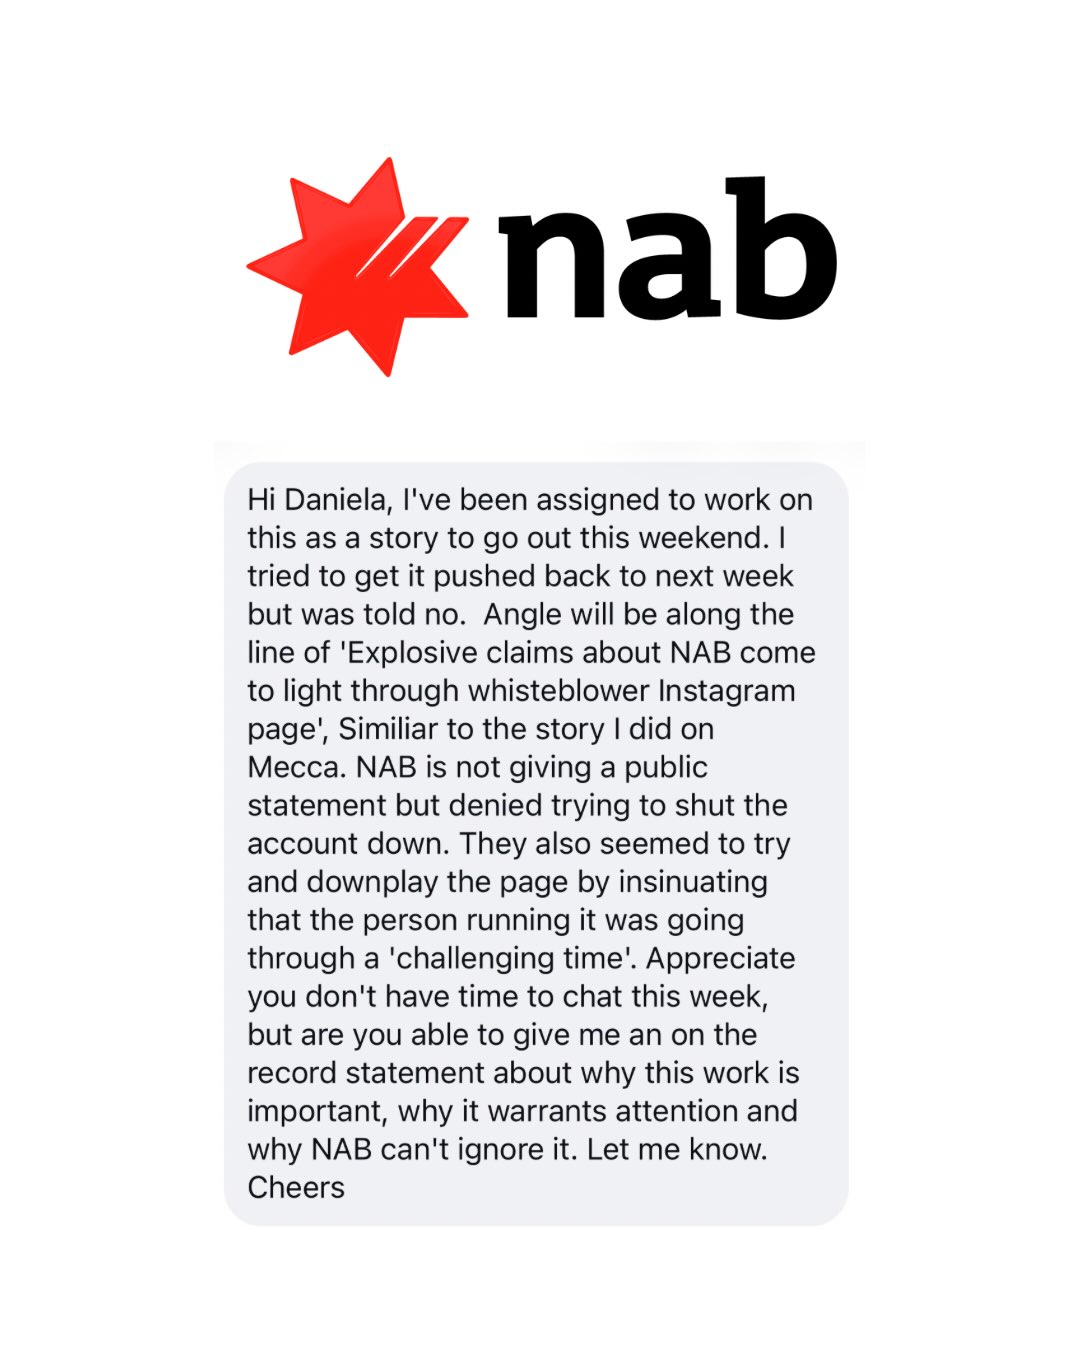 nab
Hi Daniela, I've been assigned to work on
this as a story to go out this weekend. I
tried to get it pushed back to next week
but was told no.  Angle will be along the
line of 'Explosive claims about NAB come
to light through whisteblower Instagram
page', Similiar to the story I did on
Mecca. NAB is not giving a public
statement but denied trying to shut the
account down. They also seemed to try
and downplay the page by insinuating
that the person running it was going
through a 'challenging time'. Appreciate
you don't have time to chat this week,
but are you able to give me an on the
record statement about why this work is
important, why it warrants attention and
why NAB can't ignore it. Let me know.
Cheers